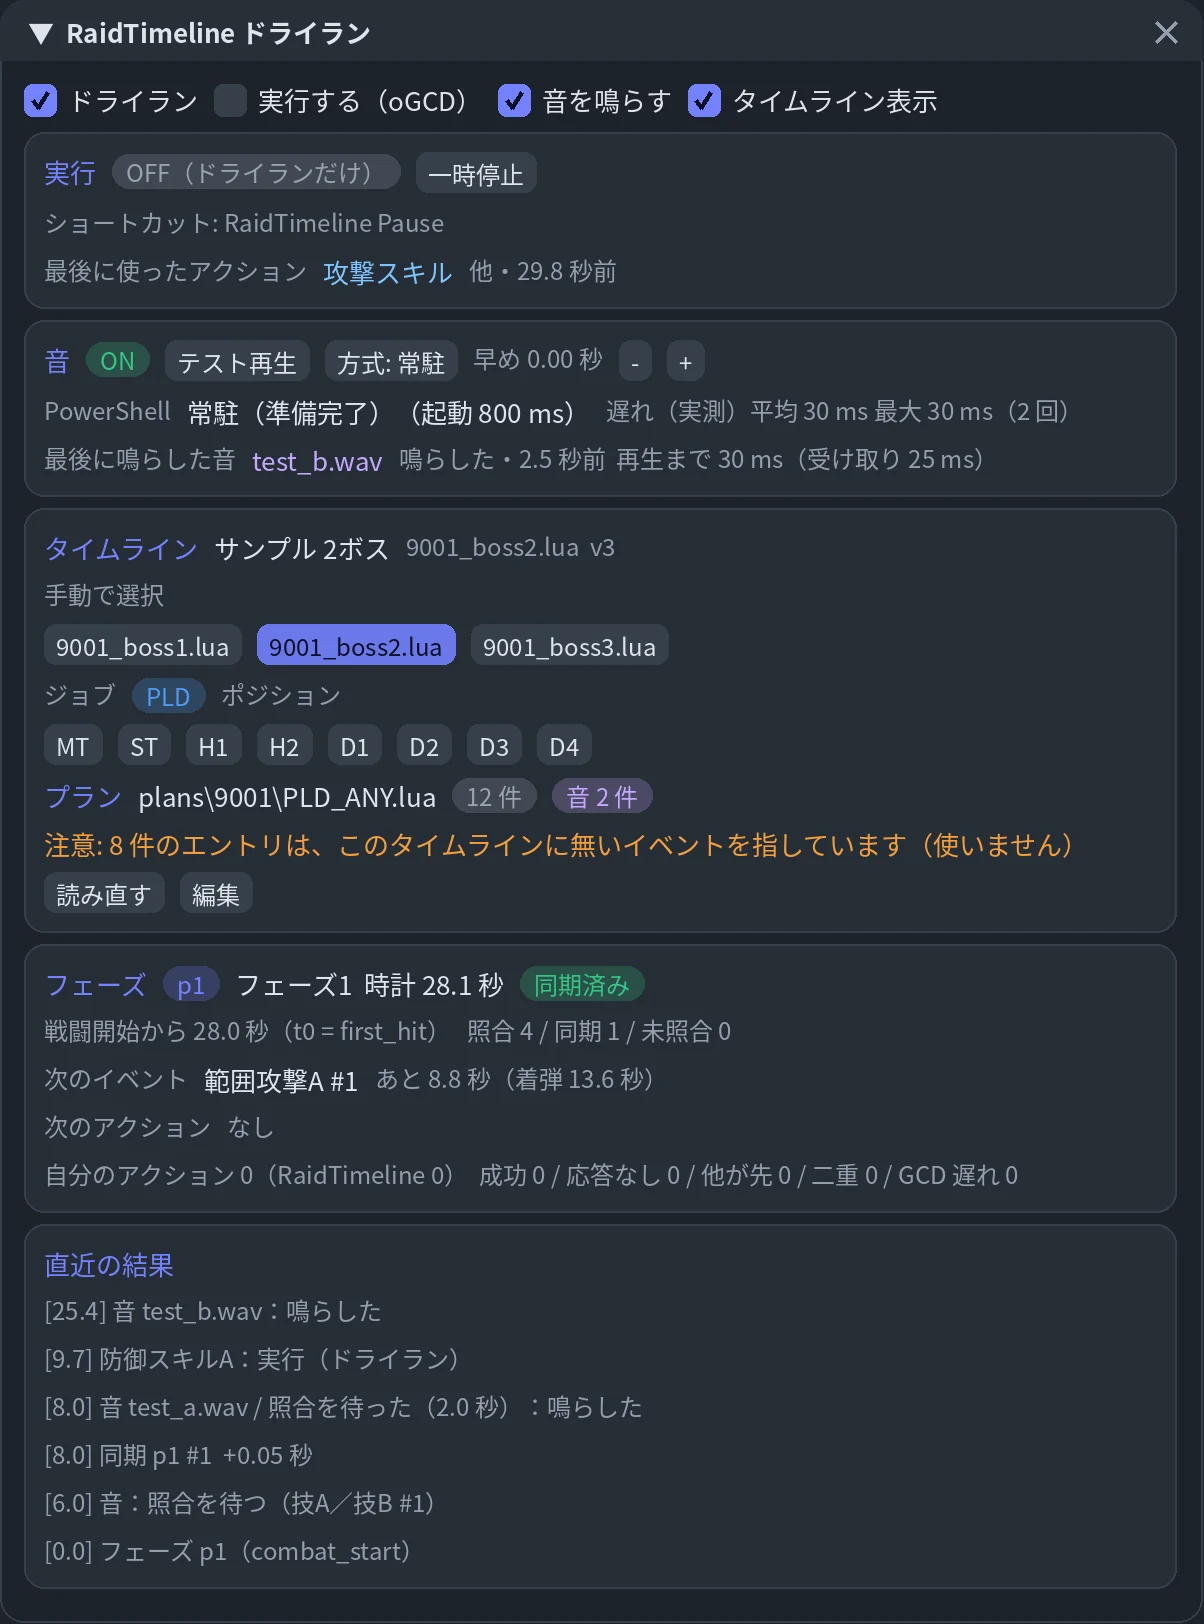 ▼ RaidTimeline ドライラン ×
ドライラン 実行する（oGCD） 音を鳴らす タイムライン表示
実行 OFF（ドライランだけ） 一時停止
ショートカット: RaidTimeline Pause
最後に使ったアクション 攻撃スキル 他・29.8 秒前
音 ON テスト再生 方式: 常駐 早め 0.00 秒 - +
PowerShell 常駐（準備完了）（起動 800 ms） 遅れ（実測）平均 30 ms 最大 30 ms（2 回）
最後に鳴らした音 test_b.wav 鳴らした・2.5 秒前 再生まで 30 ms（受け取り 25 ms）
タイムライン サンプル 2ボス 9001_boss2.lua v3
手動で選択
9001_boss1.lua 9001_boss2.lua 9001_boss3.lua
ジョブ PLD ポジション
MT ST H1 H2 D1 D2 D3 D4
プラン plans\9001\PLD_ANY.lua 12 件 音 2 件
注意: 8 件のエントリは、このタイムラインに無いイベントを指しています（使いません）
読み直す 編集
フェーズ p1 フェーズ1 時計 28.1 秒 同期済み
戦闘開始から 28.0 秒（t0 = first_hit） 照合 4 / 同期 1 / 未照合 0
次のイベント 範囲攻撃A #1 あと 8.8 秒（着弾 13.6 秒）
次のアクション なし
自分のアクション 0（RaidTimeline 0） 成功 0 / 応答なし 0 / 他が先 0 / 二重 0 / GCD 遅れ 0
直近の結果
[25.4] 音 test_b.wav：鳴らした
[9.7] 防御スキルA：実行（ドライラン）
[8.0] 音 test_a.wav / 照合を待った（2.0 秒）：鳴らした
[8.0] 同期 p1 #1 +0.05 秒
[6.0] 音：照合を待つ（技A／技B #1）
[0.0] フェーズ p1（combat_start）